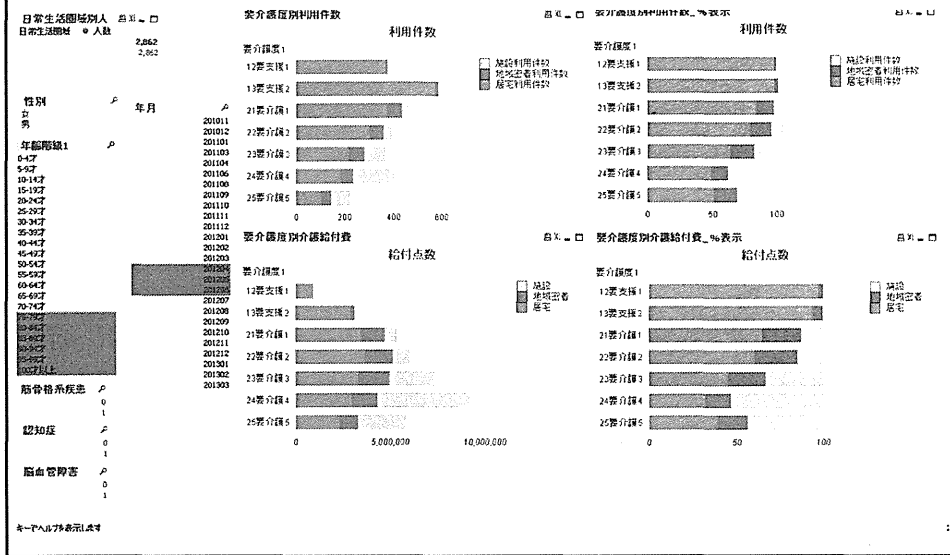 日常生活圏域別人
日常生活圏域 人数
2,862
2,862
性別
女
男
年齢階級1
0-4才
5-9才
10-14才
15-19才
20-24才
25-29才
30-34才
35-39才
40-44才
45-49才
50-54才
55-59才
60-64才
65-69才
70-74才
筋骨格系疾患
0
1
認知症
0
1
脳血管障害
0
1
キーでヘルプを表示します
年月
201011
201012
201101
201103
201104
201106
201108
201109
201110
201111
201112
201201
201202
201203
201204
201205
201206
201207
201208
201209
201210
201211
201212
201301
201302
201303
要介護度別利用件数
利用件数
要介護度1
12要支援1
13要支援2
21要介護1
22要介護2
23要介護3
24要介護4
25要介護5
0 200 400 600
施設利用件数
地域密着利用件数
居宅利用件数
要介護度別利用件数_%表示
利用件数
要介護度1
12要支援1
13要支援2
21要介護1
22要介護2
23要介護3
24要介護4
25要介護5
0 50 100
施設利用件数
地域密着利用件数
居宅利用件数
要介護度別介護給付費
給付点数
要介護度1
12要支援1
13要支援2
21要介護1
22要介護2
23要介護3
24要介護4
25要介護5
0 5,000,000 10,000,000
施設
地域密着
居宅
要介護度別介護給付費_%表示
給付点数
要介護度1
12要支援1
13要支援2
21要介護1
22要介護2
23要介護3
24要介護4
25要介護5
0 50 100
施設
地域密着
居宅